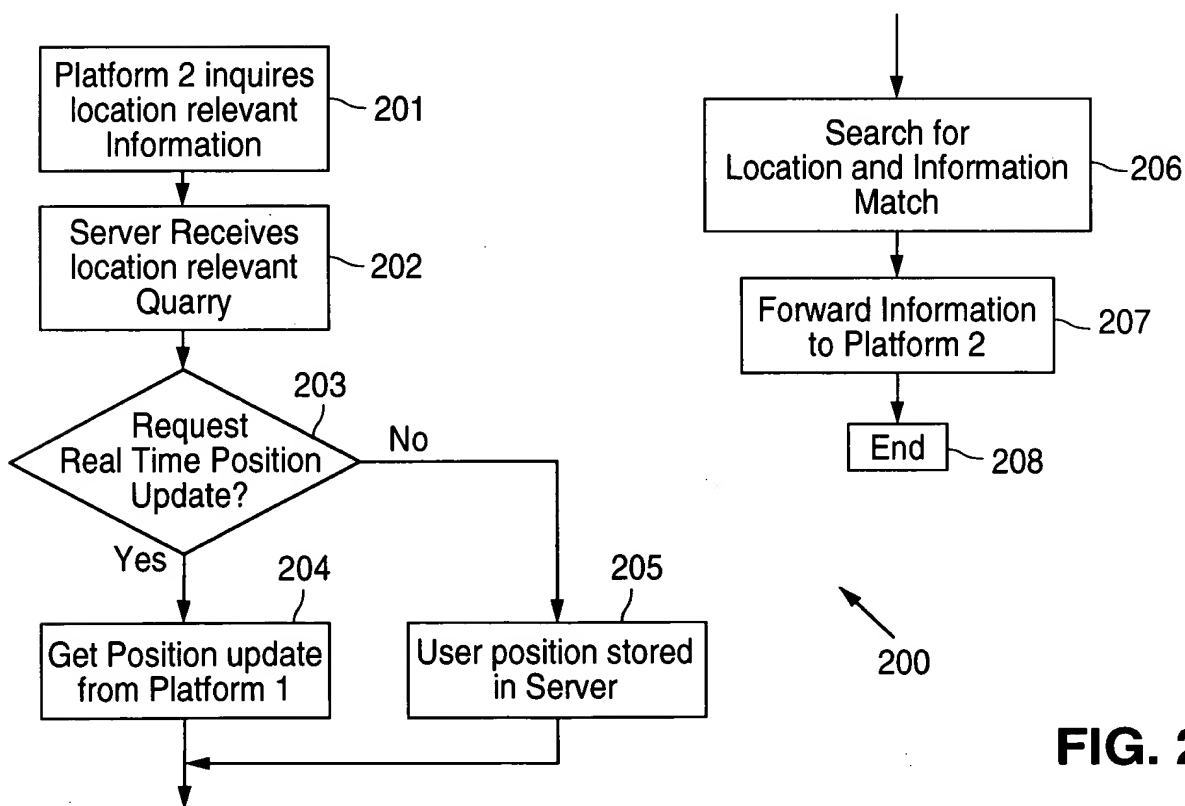 Platform 2 inquires
location relevant
Information
201
Server Receives
location relevant
Quarry
202
203
Request
Real Time Position
Update?
No
Yes
204
Get Position update
from Platform 1
205
User position stored
in Server
Search for
Location and Information
Match
206
Forward Information
to Platform 2
207
End
208
200
FIG. 2